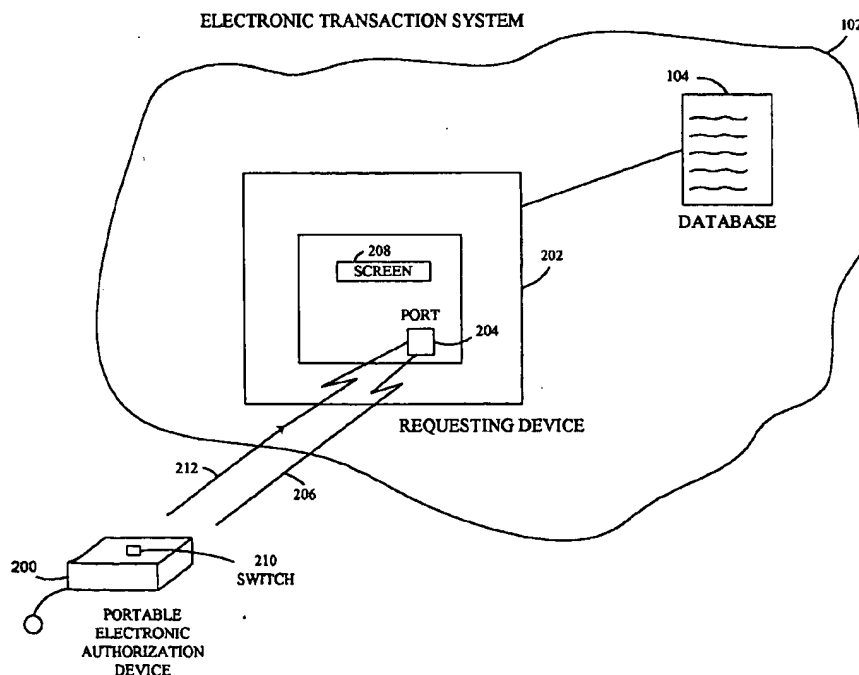 ELECTRONIC TRANSACTION SYSTEM
102
104
DATABASE
208
SCREEN
202
PORT
204
REQUESTING DEVICE
212
206
200
210
SWITCH
PORTABLE
ELECTRONIC
AUTHORIZATION
DEVICE